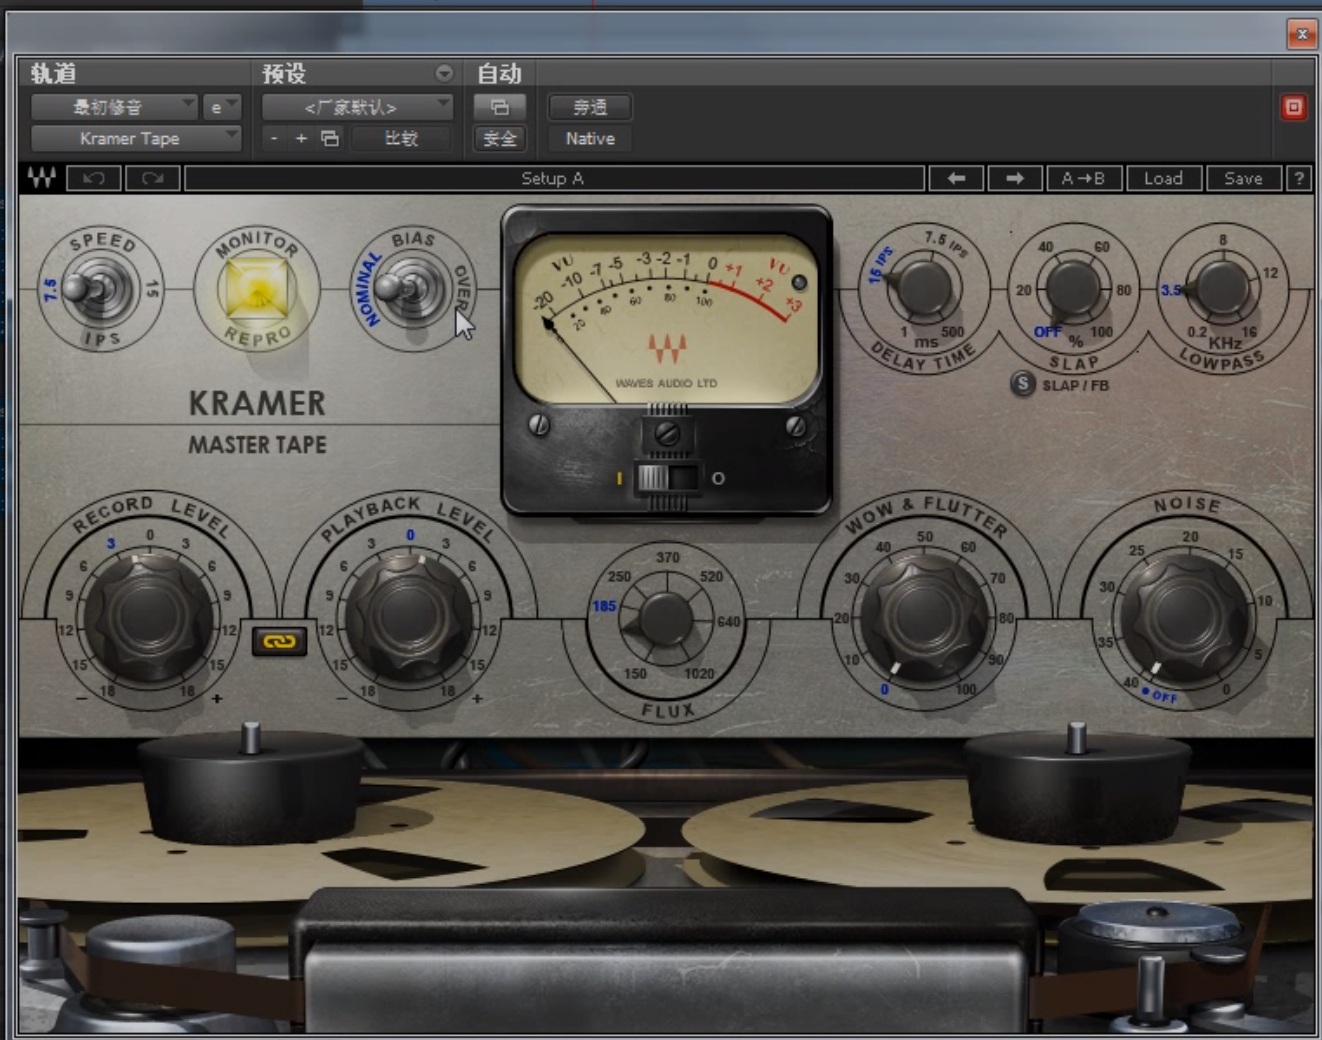 轨道 预设 自动
最初修音 e <厂家默认> 旁通
Kramer Tape - + 比较 安全 Native
Setup A A→B Load Save ?
SPEED 7.5 15 IPS
MONITOR REPRO
BIAS NOMINAL OVER
VU -20 -10 -7 -5 -3 -2 -1 0 +1 +2 +3 VU
20 40 60 80 100
WAVES AUDIO LTD
I O
15 IPS 7.5 IPS 1 500 ms DELAY TIME
OFF 20 40 60 80 100 % SLAP
0.2 3.5 8 12 16 KHz LOWPASS
S SLAP / FB
KRAMER
MASTER TAPE
RECORD LEVEL
18 15 12 9 6 3 0 3 6 9 12 15 18
- +
PLAYBACK LEVEL
18 15 12 9 6 3 0 3 6 9 12 15 18
- +
150 185 250 370 520 640 1020
FLUX
WOW & FLUTTER
0 10 20 30 40 50 60 70 80 90 100
NOISE
OFF 40 35 30 25 20 15 10 5 0